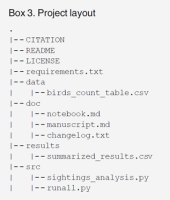 Box 3. Project layout
.
|--CITATION
|--README
|--LICENSE
|--requirements.txt
|--data
|   |--birds_count_table.csv
|--doc
|   |--notebook.md
|   |--manuscript.md
|   |--changelog.txt
|--results
|   |--summarized_results.csv
|--src
|   |--sightings_analysis.py
|   |--runall.py